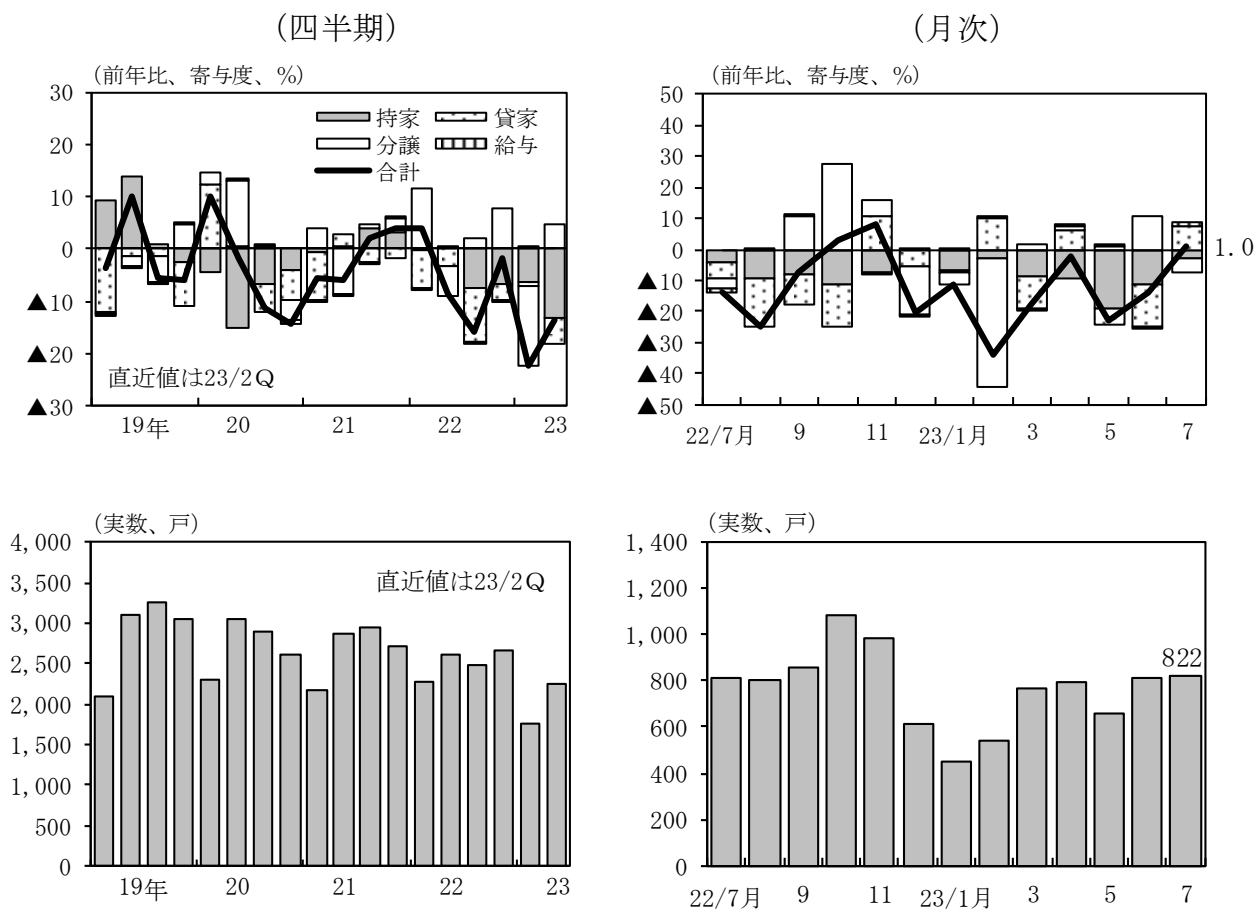 (四半期)
(前年比、寄与度、%)
30
20
10
0
▲ 10
▲ 20
▲ 30
持家 貸家
分譲 給与
合計
直近値は23/2Q
19年 20 21 22 23
(月次)
(前年比、寄与度、%)
50
40
30
20
10
0
▲ 10
▲ 20
▲ 30
▲ 40
▲ 50
1.0
22/7月 9 11 23/1月 3 5 7
(実数、戸)
4,000
3,500
3,000
2,500
2,000
1,500
1,000
500
0
直近値は23/2Q
19年 20 21 22 23
(実数、戸)
1,400
1,200
1,000
800
600
400
200
0
822
22/7月 9 11 23/1月 3 5 7